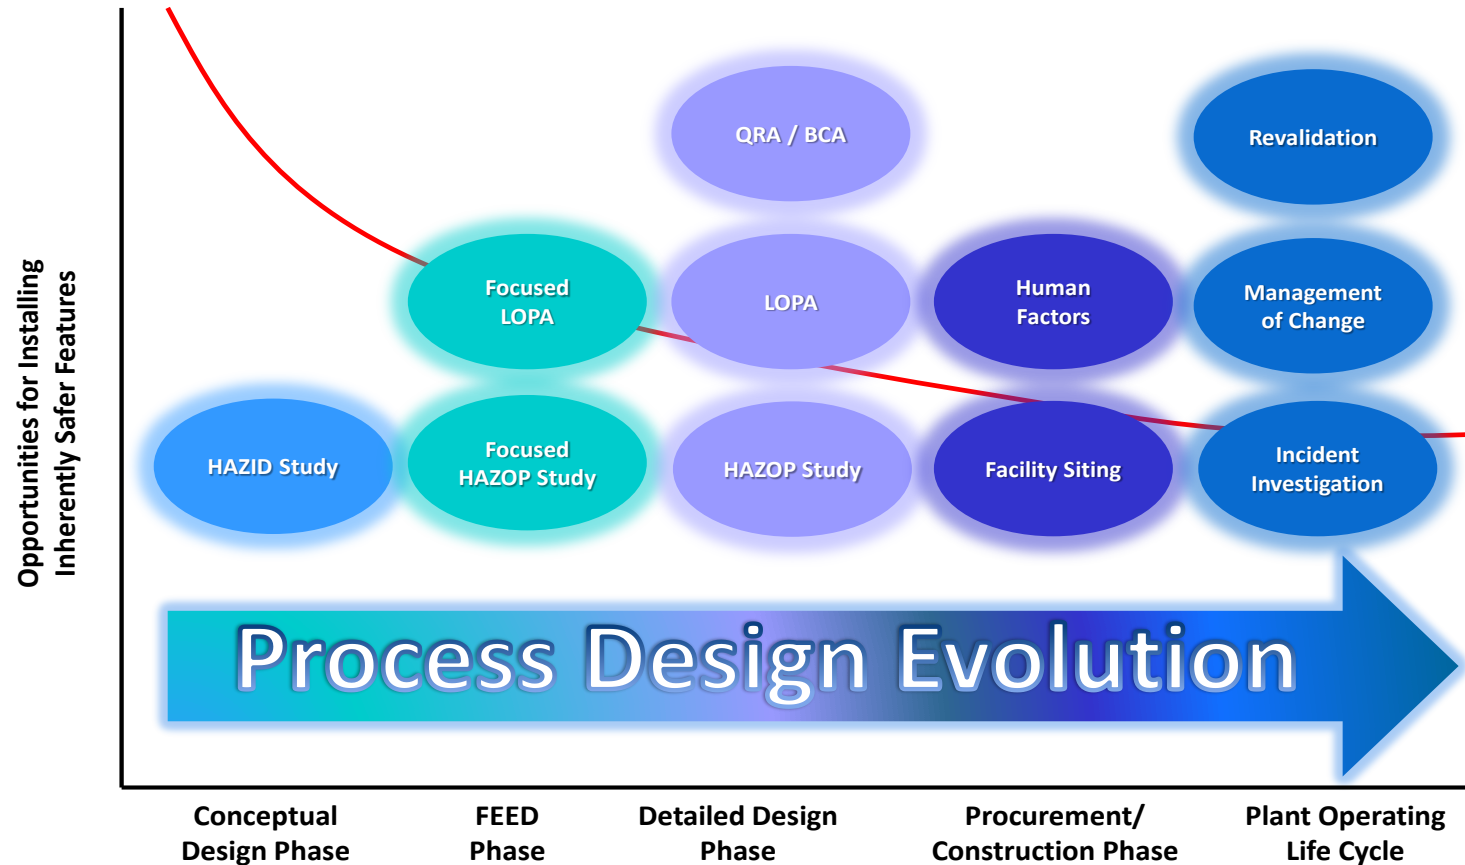 Opportunities for Installing
Inherently Safer Features
QRA / BCA
Revalidation
Focused
LOPA
LOPA
Human
Factors
Management
of Change
HAZID Study
Focused
HAZOP Study
HAZOP Study
Facility Siting
Incident
Investigation
Process Design Evolution
Conceptual
Design Phase
FEED
Phase
Detailed Design
Phase
Procurement/
Construction Phase
Plant Operating
Life Cycle